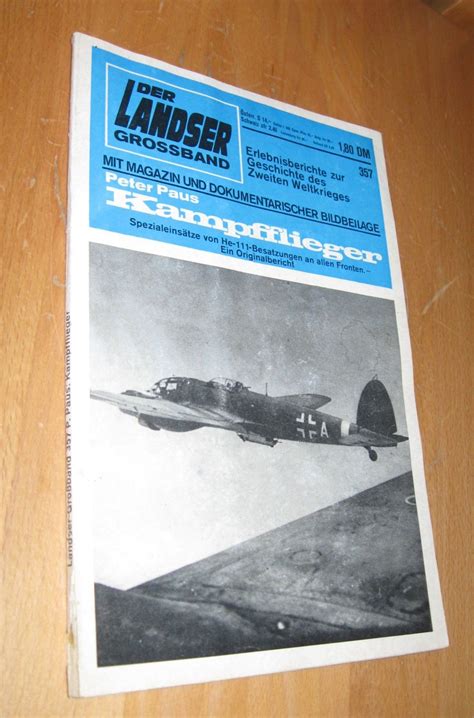 DER
LANDSER
GROSSBAND
1,80 DM
357
Erlebnisberichte zur
Geschichte des
Zweiten Weltkrieges
MIT MAGAZIN UND DOKUMENTARISCHER BILDBEILAGE
Peter Paus
Kampfflieger
Spezialeinsätze von He-111-Besatzungen an allen Fronten. –
Ein Originalbericht
A
Landser-Großband 357 P. Paus: Kampfflieger